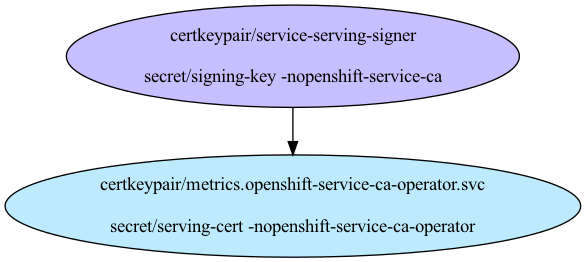 certkeypair/service-serving-signer
secret/signing-key -nopenshift-service-ca
certkeypair/metrics.openshift-service-ca-operator.svc
secret/serving-cert -nopenshift-service-ca-operator